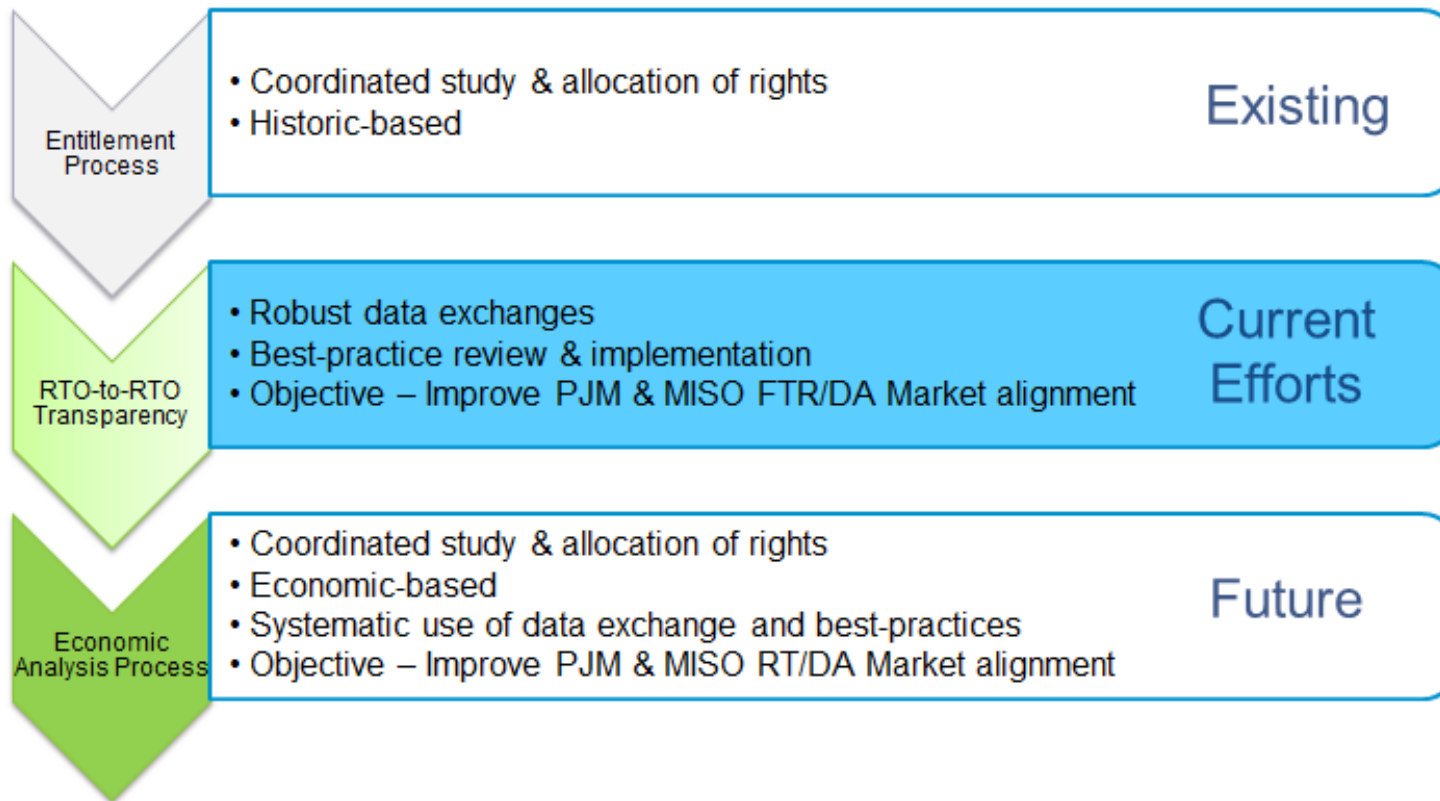 Entitlement
Process
• Coordinated study & allocation of rights
• Historic-based
Existing
RTO-to-RTO
Transparency
• Robust data exchanges
• Best-practice review & implementation
• Objective – Improve PJM & MISO FTR/DA Market alignment
Current
Efforts
Economic
Analysis Process
• Coordinated study & allocation of rights
• Economic-based
• Systematic use of data exchange and best-practices
• Objective – Improve PJM & MISO RT/DA Market alignment
Future